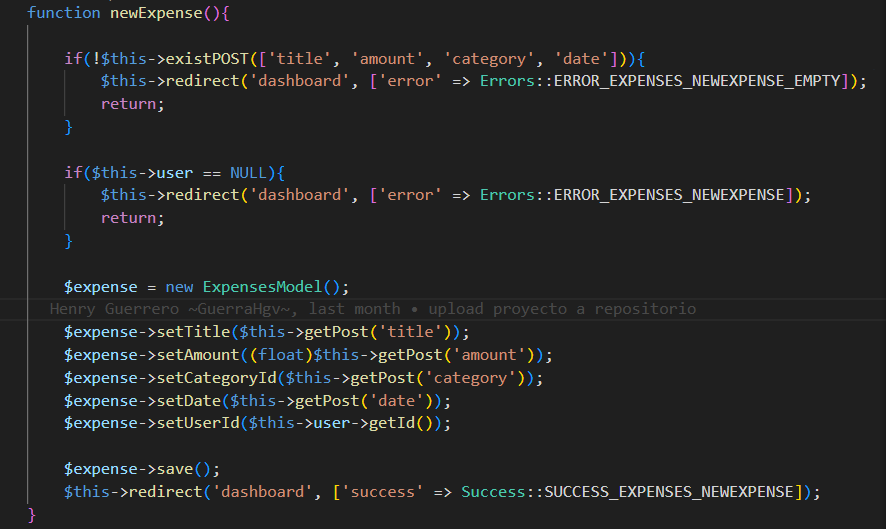 function newExpense(){
if(!$this->existPOST(['title', 'amount', 'category', 'date'])){
$this->redirect('dashboard', ['error' => Errors::ERROR_EXPENSES_NEWEXPENSE_EMPTY]);
return;
}
if($this->user == NULL){
$this->redirect('dashboard', ['error' => Errors::ERROR_EXPENSES_NEWEXPENSE]);
return;
}
$expense = new ExpensesModel();
Henry Guerrero ~GuerraHgv~, last month • upload proyecto a repositorio
$expense->setTitle($this->getPost('title'));
$expense->setAmount((float)$this->getPost('amount'));
$expense->setCategoryId($this->getPost('category'));
$expense->setDate($this->getPost('date'));
$expense->setUserId($this->user->getId());
$expense->save();
$this->redirect('dashboard', ['success' => Success::SUCCESS_EXPENSES_NEWEXPENSE]);
}